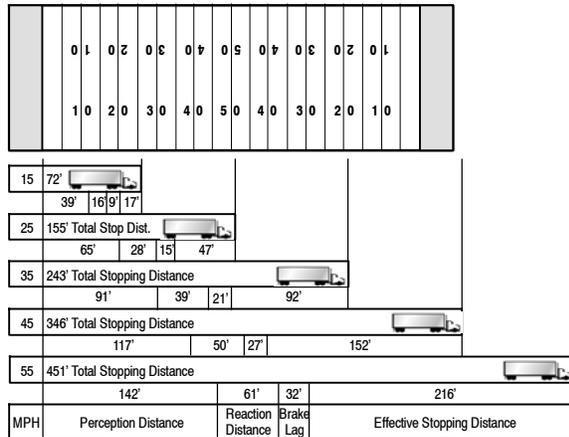 0 1 0 2 0 3 0 4 0 5 0 4 0 3 0 2 0 1
1 0 2 0 3 0 4 0 5 0 4 0 3 0 2 0 1 0
15 72'
39' 16' 9' 17'
25 155' Total Stop Dist.
65' 28' 15' 47'
35 243' Total Stopping Distance
91' 39' 21' 92'
45 346' Total Stopping Distance
117' 50' 27' 152'
55 451' Total Stopping Distance
142' 61' 32' 216'
MPH Perception Distance Reaction Distance Brake Lag Effective Stopping Distance